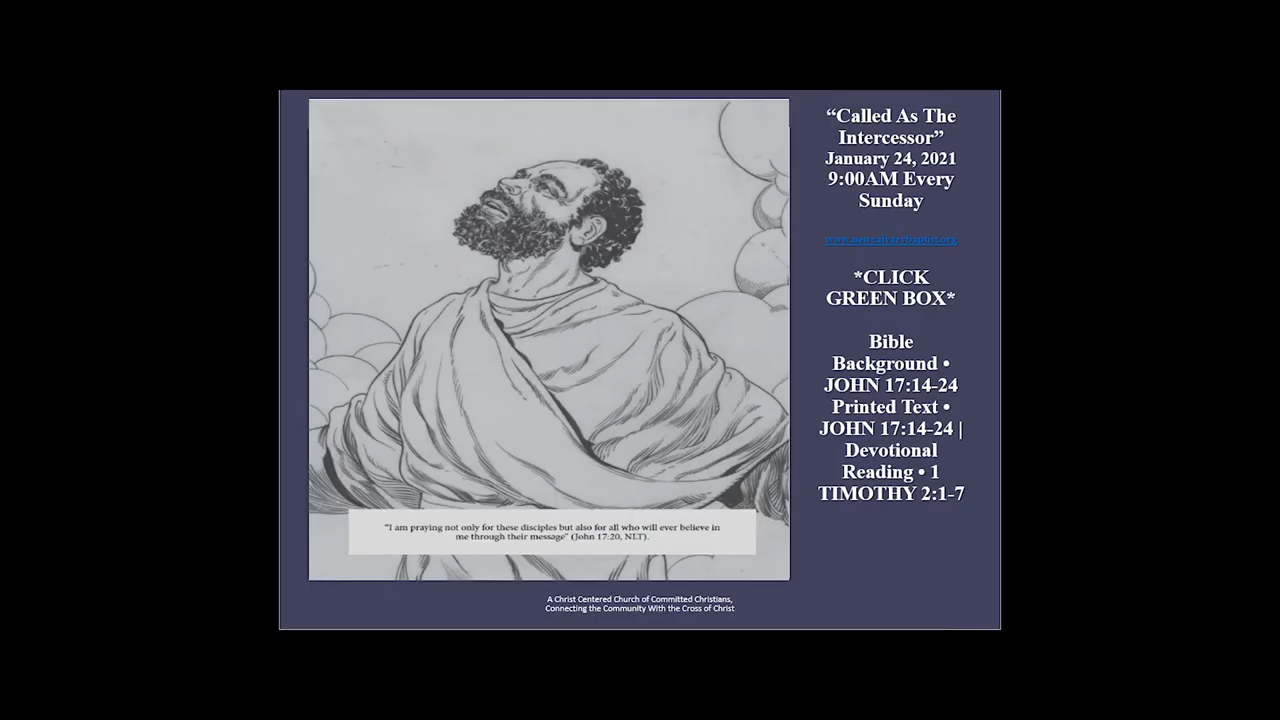 “Called As The
Intercessor”
January 24, 2021
9:00AM Every
Sunday
www.newcalvarybaptist.org
*CLICK
GREEN BOX*
Bible
Background •
JOHN 17:14-24
Printed Text •
JOHN 17:14-24 |
Devotional
Reading • 1
TIMOTHY 2:1-7
“I am praying not only for these disciples but also for all who will ever believe in
me through their message” (John 17:20, NLT).
A Christ Centered Church of Committed Christians,
Connecting the Community With the Cross of Christ